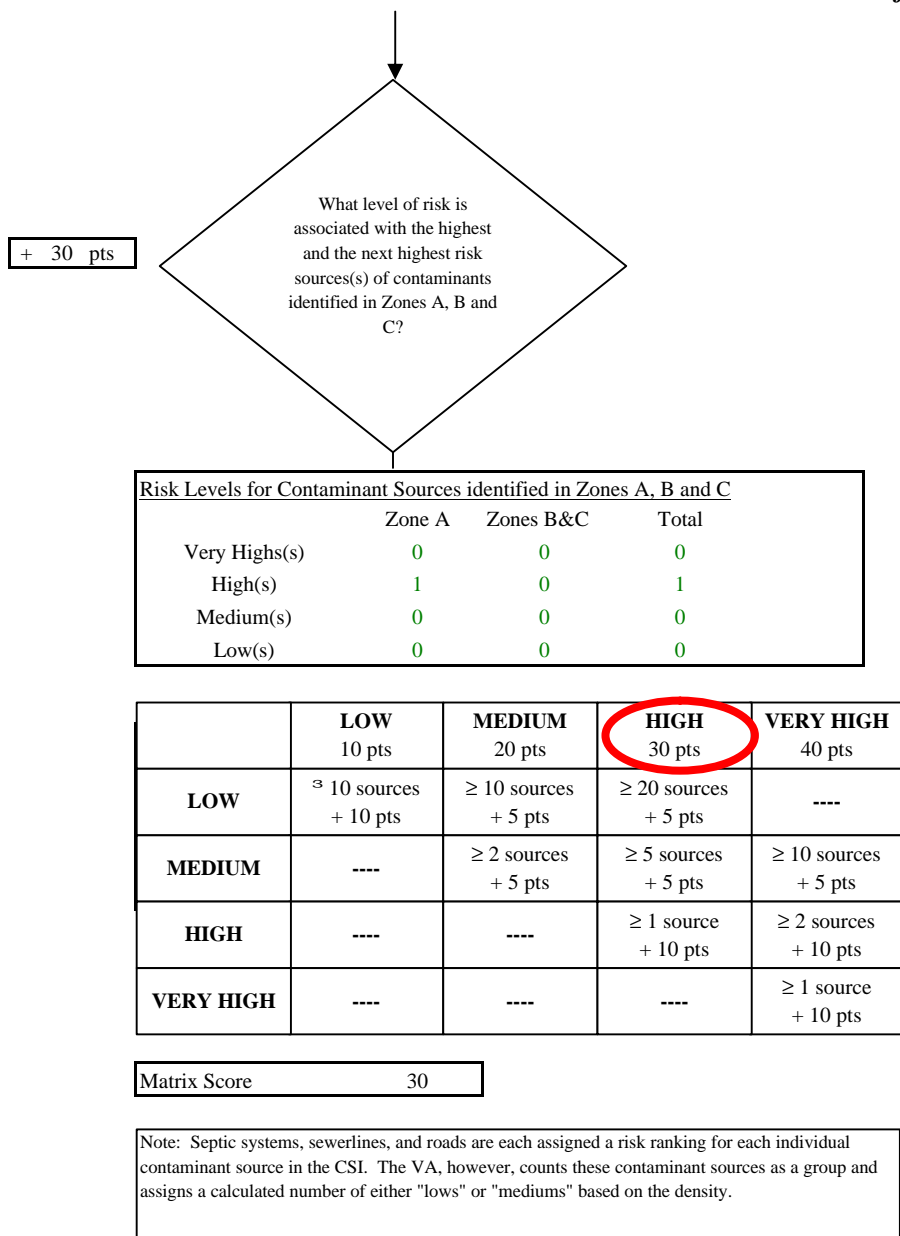 What level of risk is
associated with the highest
and the next highest risk
sources(s) of contaminants
identified in Zones A, B and
C?
+ 30 pts
Risk Levels for Contaminant Sources identified in Zones A, B and C
Zone A Zones B&C Total
Very Highs(s) 0 0 0
High(s) 1 0 1
Medium(s) 0 0 0
Low(s) 0 0 0
LOW MEDIUM HIGH VERY HIGH
10 pts 20 pts 30 pts 40 pts
LOW ³ 10 sources ≥ 10 sources ≥ 20 sources ----
+ 10 pts + 5 pts + 5 pts
MEDIUM ---- ≥ 2 sources ≥ 5 sources ≥ 10 sources
+ 5 pts + 5 pts + 5 pts
HIGH ---- ---- ≥ 1 source ≥ 2 sources
+ 10 pts + 10 pts
VERY HIGH ---- ---- ---- ≥ 1 source
+ 10 pts
Matrix Score 30
Note: Septic systems, sewerlines, and roads are each assigned a risk ranking for each individual
contaminant source in the CSI. The VA, however, counts these contaminant sources as a group and
assigns a calculated number of either "lows" or "mediums" based on the density.